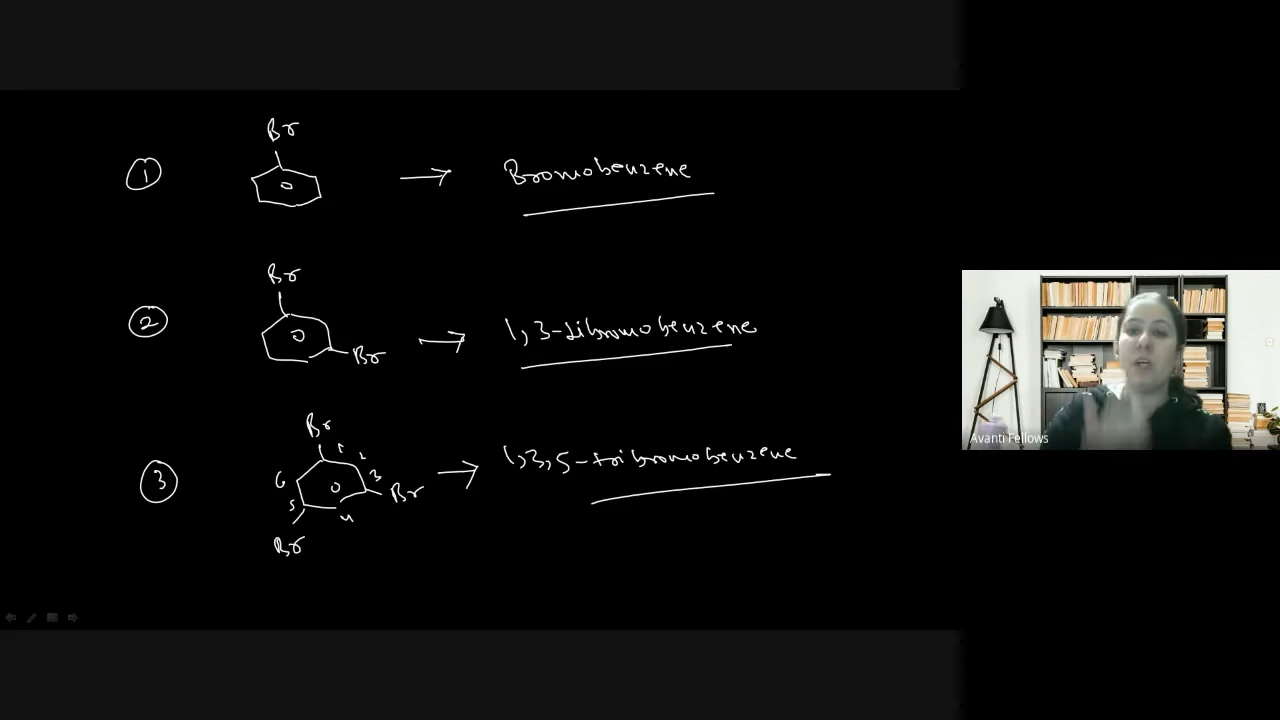 Br
1
→ Bromobenzene
Br
2
Br
→ 1,3-dibromobenzene
Br
1 2
3
3
6
5
4
Br
Br
→ 1,3,5-tribromobenzene
Avanti Fellows